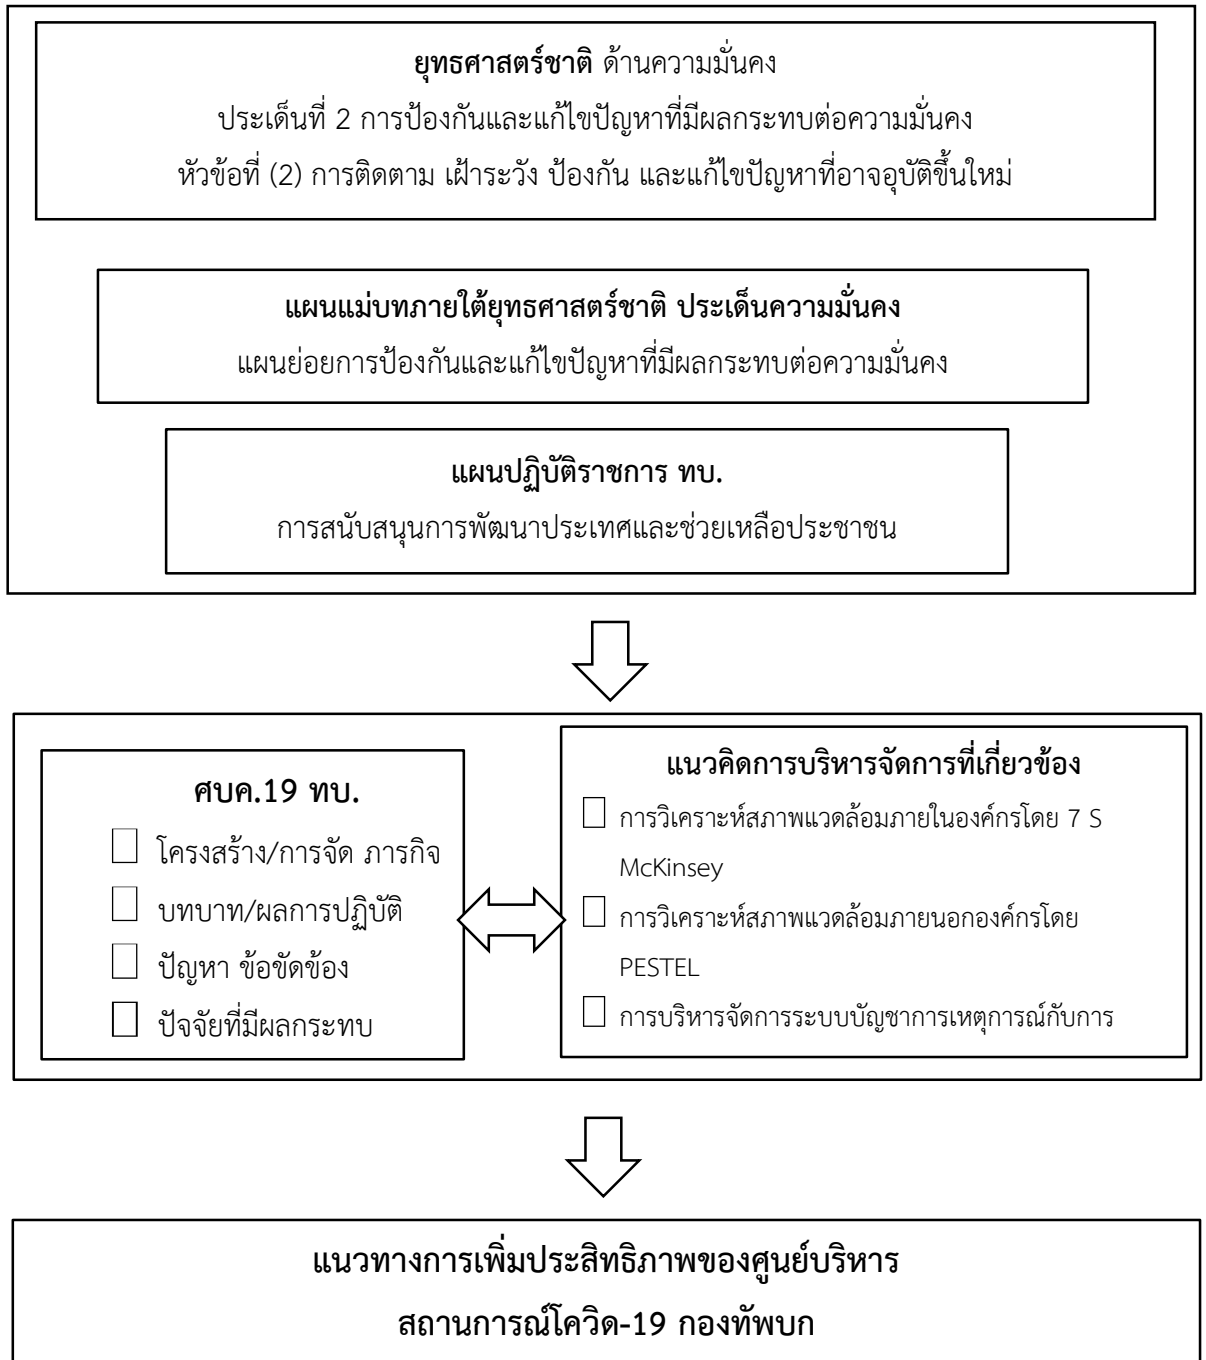 ยุทธศาสตร์ชาติ ด้านความมั่นคง
ประเด็นที่ 2 การป้องกันและแก้ไขปัญหาที่มีผลกระทบต่อความมั่นคง
หัวข้อที่ (2) การติดตาม เฝ้าระวัง ป้องกัน และแก้ไขปัญหาที่อาจอุบัติขึ้นใหม่
แผนแม่บทภายใต้ยุทธศาสตร์ชาติ ประเด็นความมั่นคง
แผนย่อยการป้องกันและแก้ไขปัญหาที่มีผลกระทบต่อความมั่นคง
แผนปฏิบัติราชการ ทบ.
การสนับสนุนการพัฒนาประเทศและช่วยเหลือประชาชน
ศบค.19 ทบ.
โครงสร้าง/การจัด ภารกิจ
บทบาท/ผลการปฏิบัติ
ปัญหา ข้อขัดข้อง
ปัจจัยที่มีผลกระทบ
แนวคิดการบริหารจัดการที่เกี่ยวข้อง
การวิเคราะห์สภาพแวดล้อมภายในองค์กรโดย 7 S
McKinsey
การวิเคราะห์สภาพแวดล้อมภายนอกองค์กรโดย
PESTEL
การบริหารจัดการระบบบัญชาการเหตุการณ์กับการ
แนวทางการเพิ่มประสิทธิภาพของศูนย์บริหาร
สถานการณ์โควิด-19 กองทัพบก